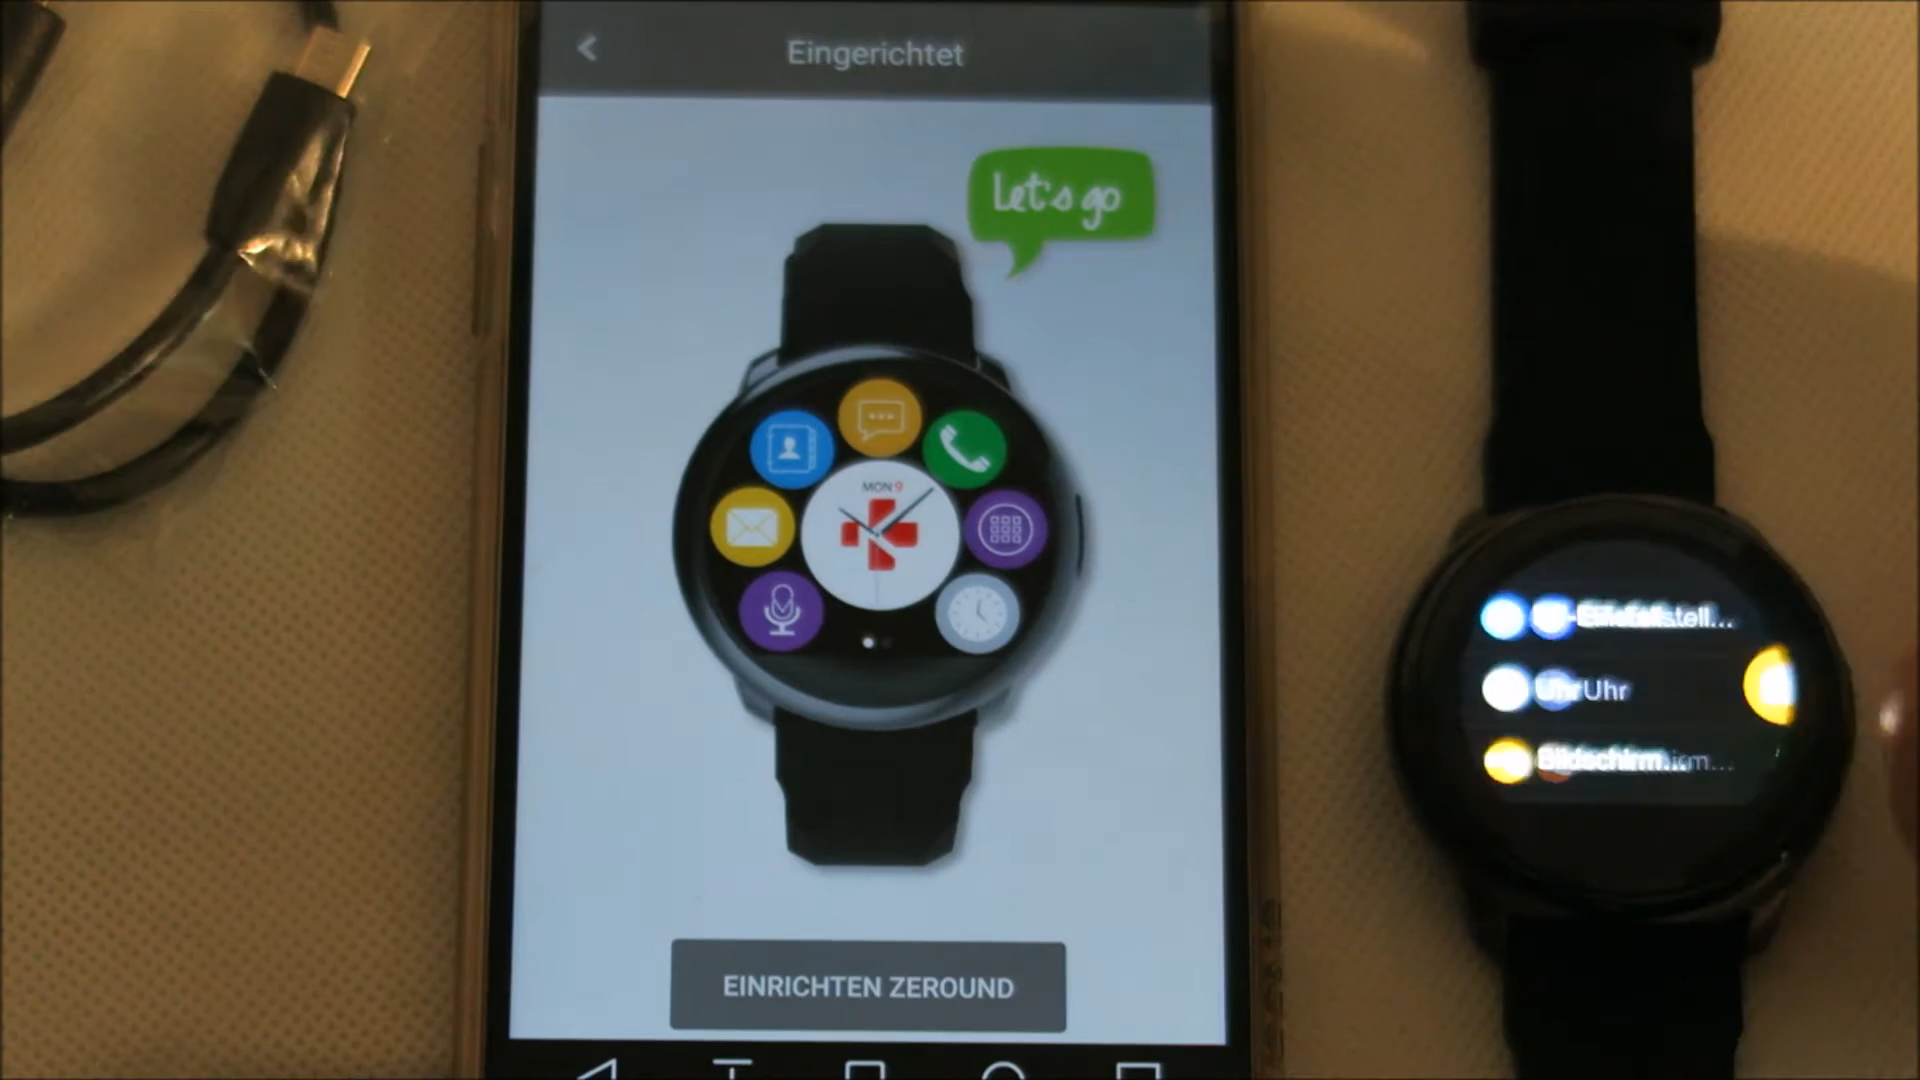 Eingerichtet
Let's go
MON 9
EINRICHTEN ZEROUND
Uhr